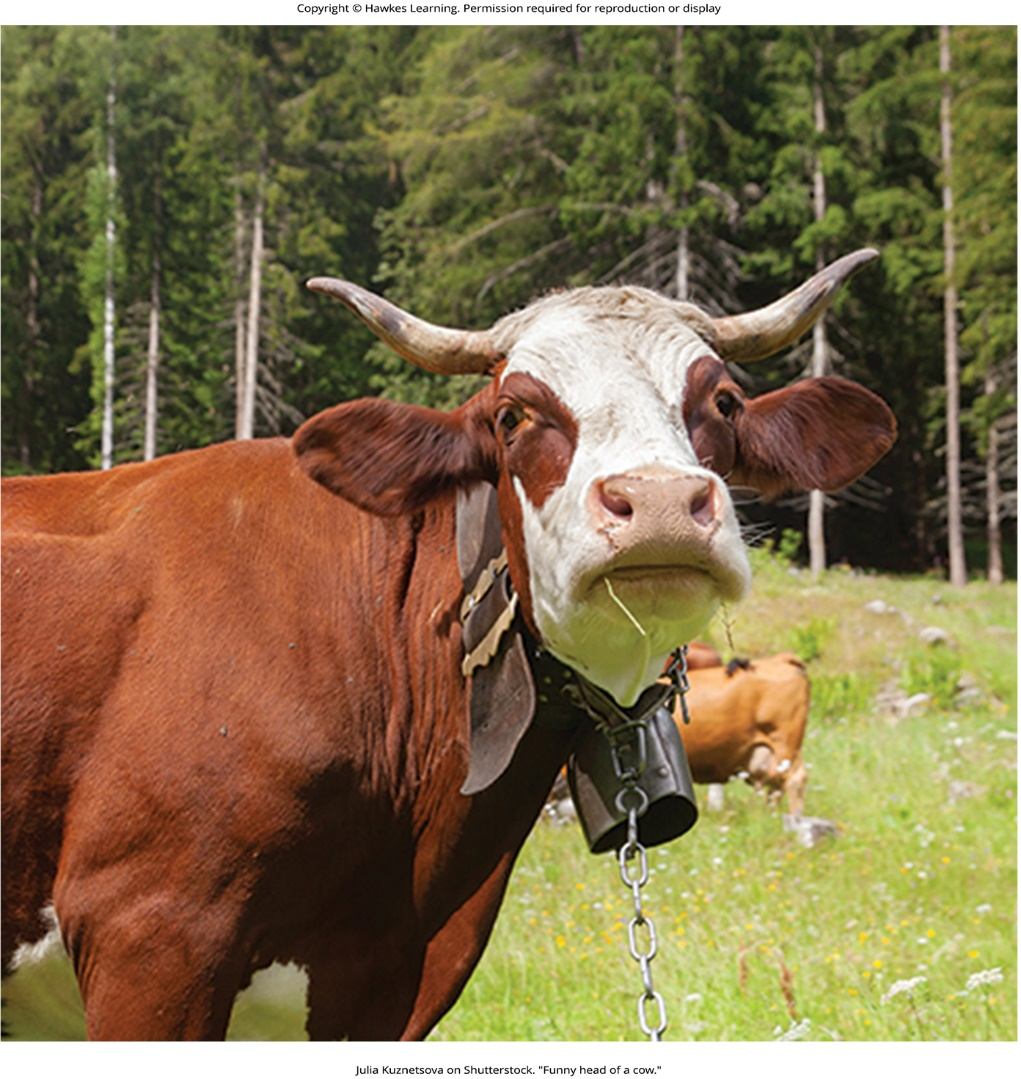 Copyright © Hawkes Learning. Permission required for reproduction or display
Julia Kuznetsova on Shutterstock. "Funny head of a cow."